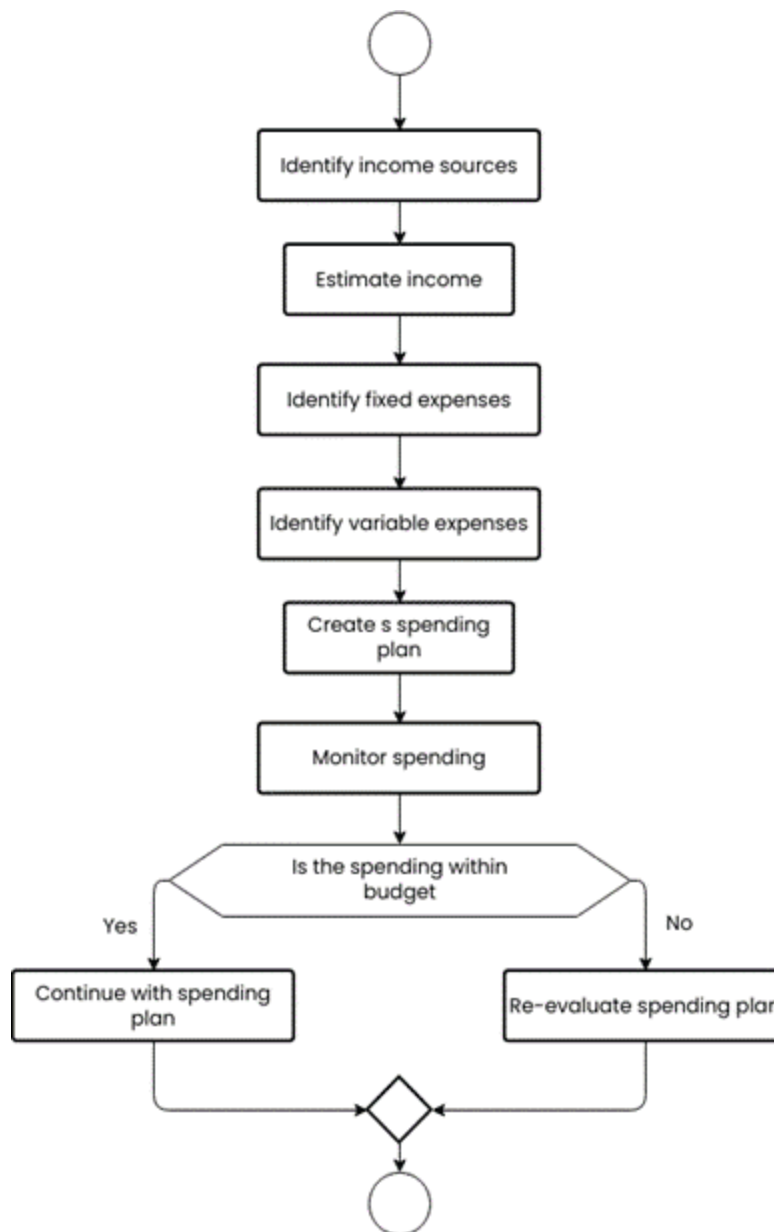 Identify income sources
Estimate income
Identify fixed expenses
Identify variable expenses
Create s spending
plan
Monitor spending
Is the spending within
budget
Yes
No
Continue with spending
plan
Re-evaluate spending plan